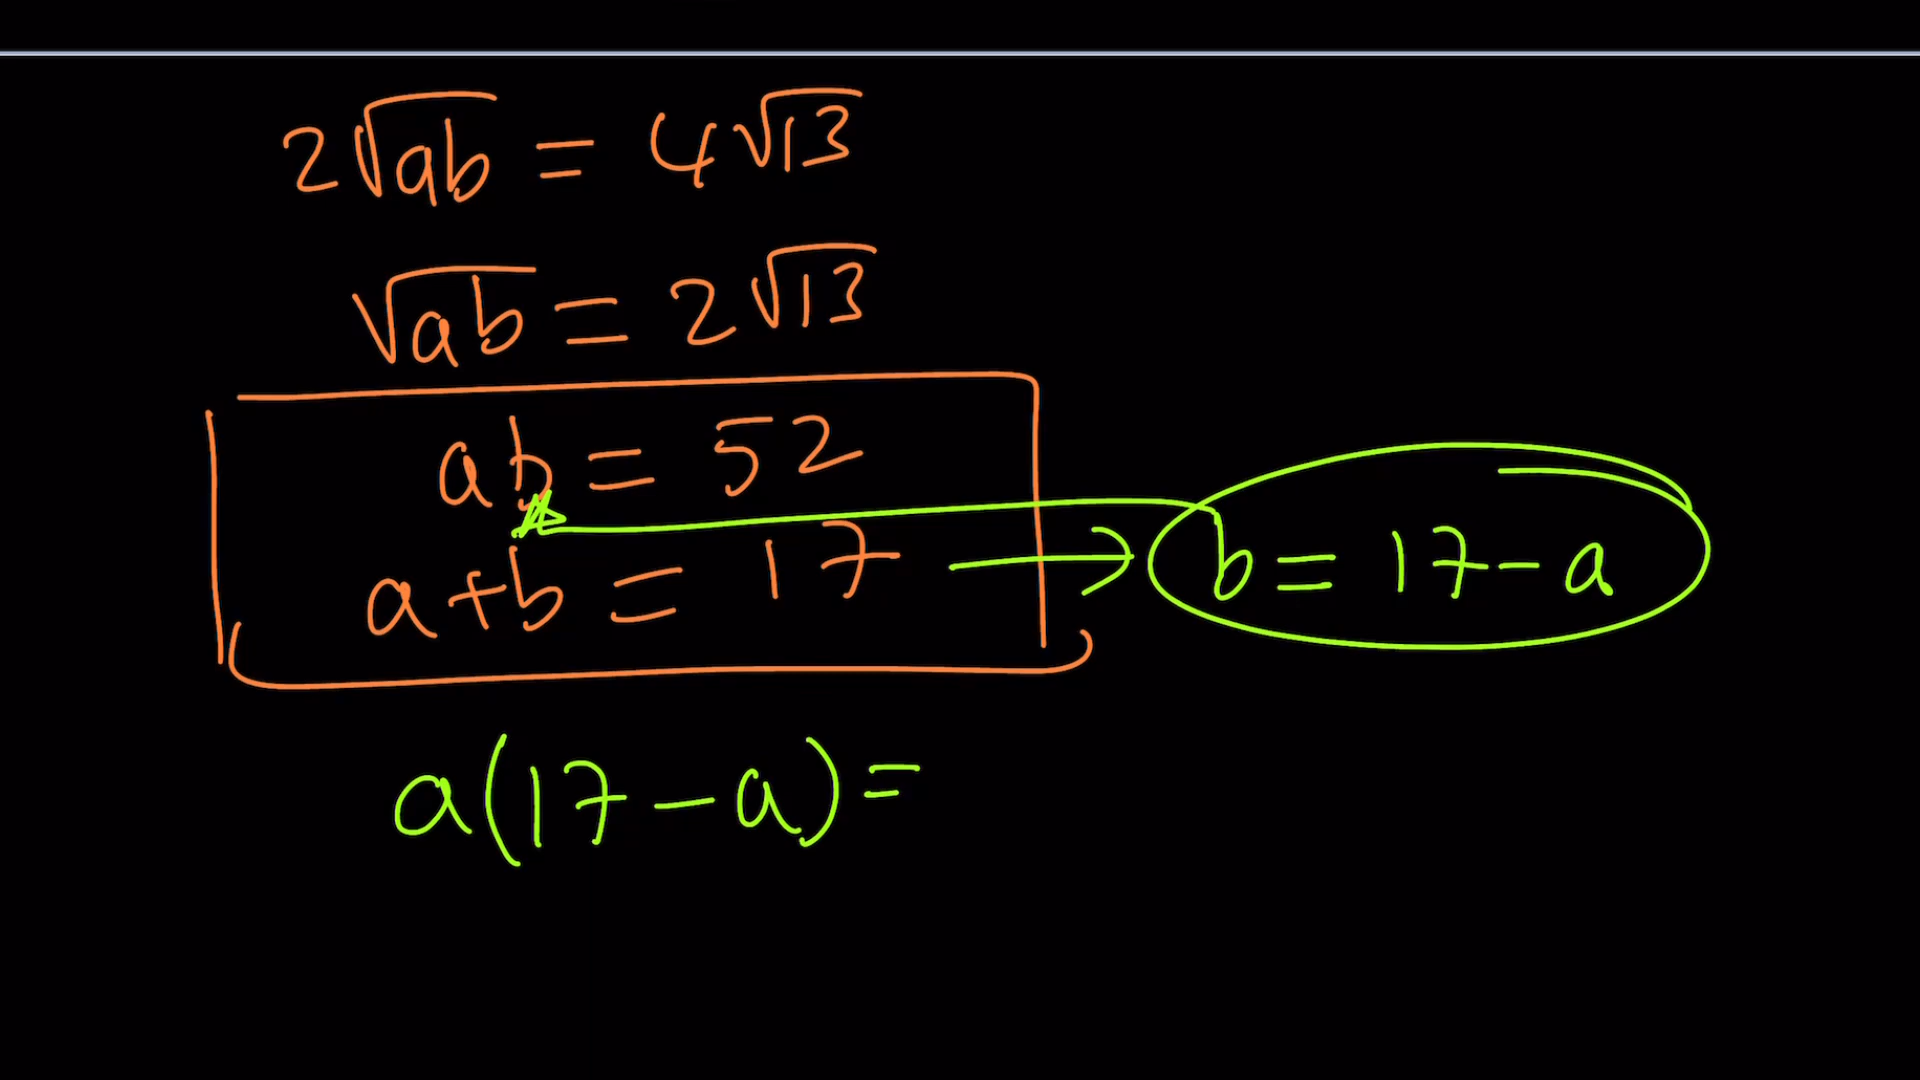 2√ab = 4√13
√ab = 2√13
ab = 52
a+b = 17 → b = 17-a
a(17-a) =